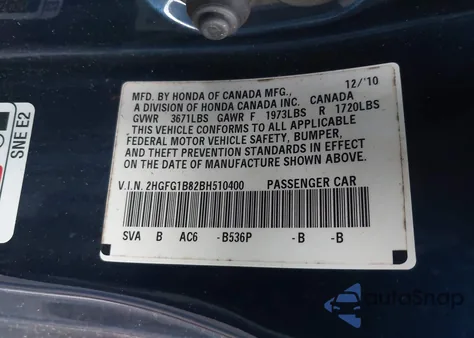 MFD. BY HONDA OF CANADA MFG., 12/'10
A DIVISION OF HONDA CANADA INC. CANADA
GVWR 3671LBS GAWR F 1973LBS R 1720LBS
THIS VEHICLE CONFORMS TO ALL APPLICABLE
FEDERAL MOTOR VEHICLE SAFETY, BUMPER,
AND THEFT PREVENTION STANDARDS IN EFFECT
ON THE DATE OF MANUFACTURE SHOWN ABOVE.
V.I.N. 2HGFG1B82BH510400 PASSENGER CAR
SVA B AC6 -B536P -B -B
SNE E2
autoSnap